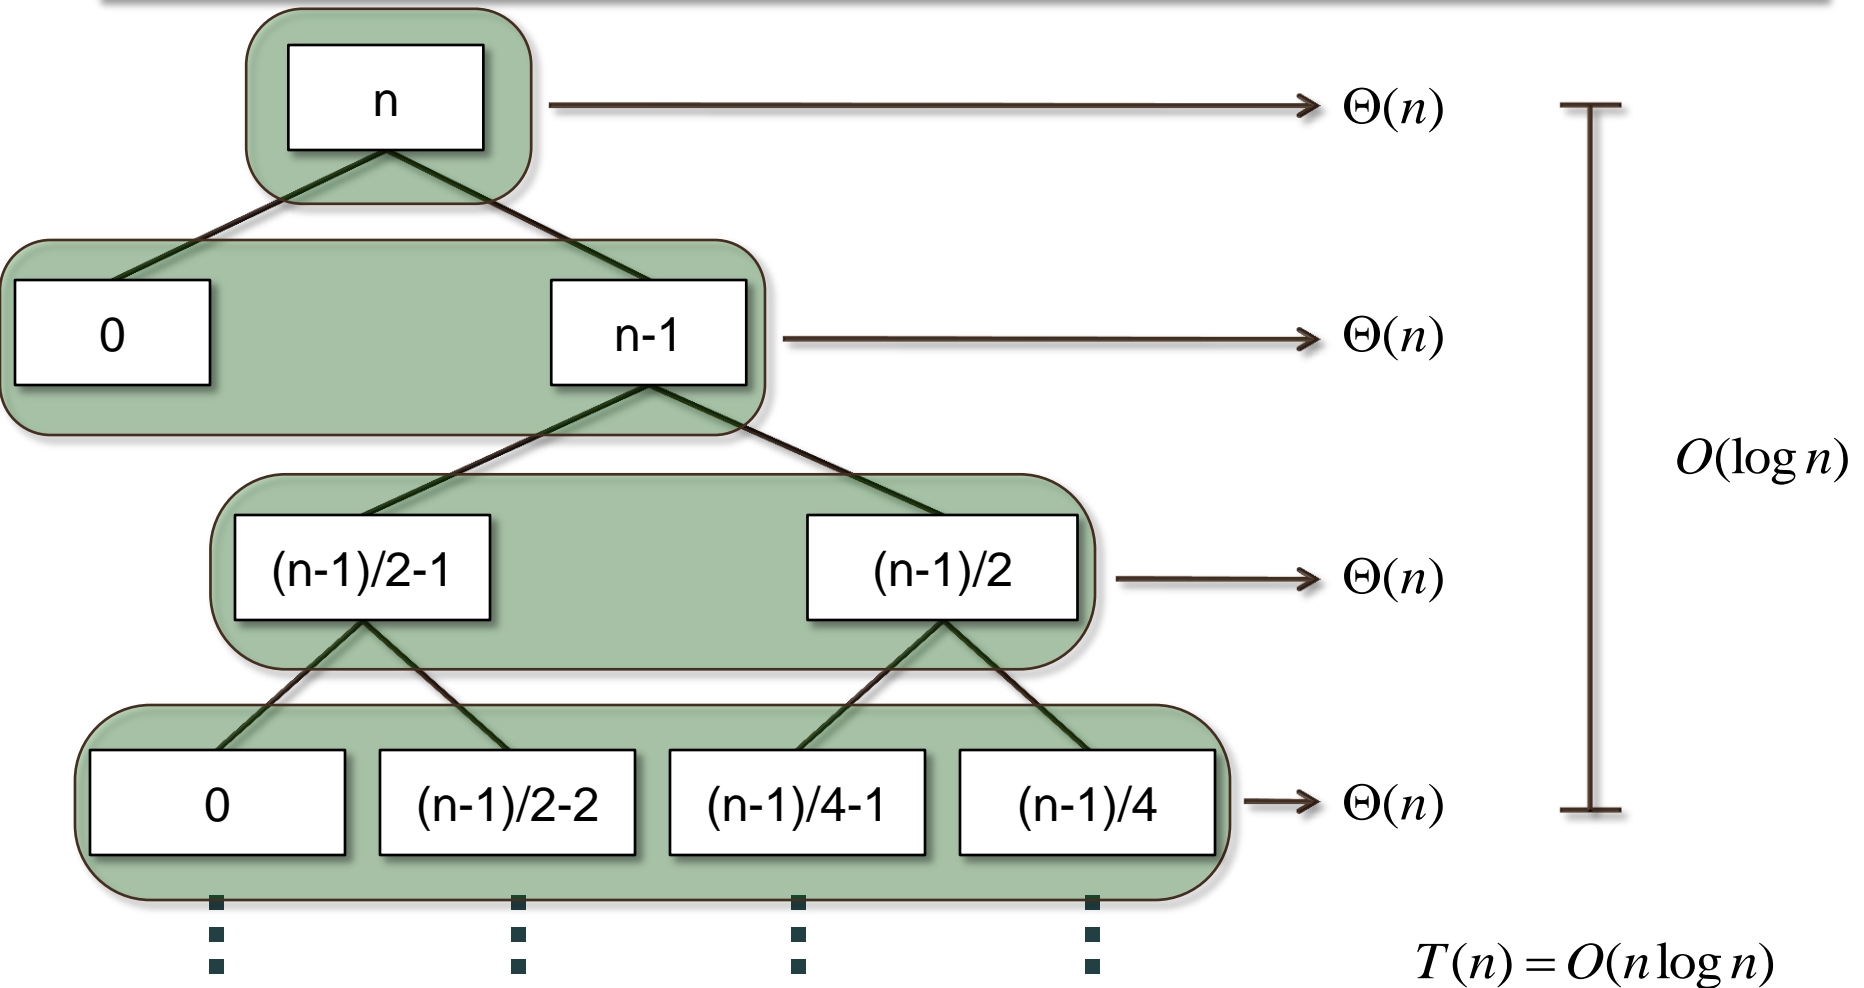 n Θ(n)
0 n-1 Θ(n)
O(log n)
(n-1)/2-1 (n-1)/2 Θ(n)
0 (n-1)/2-2 (n-1)/4-1 (n-1)/4 Θ(n)
T(n) = O(n log n)